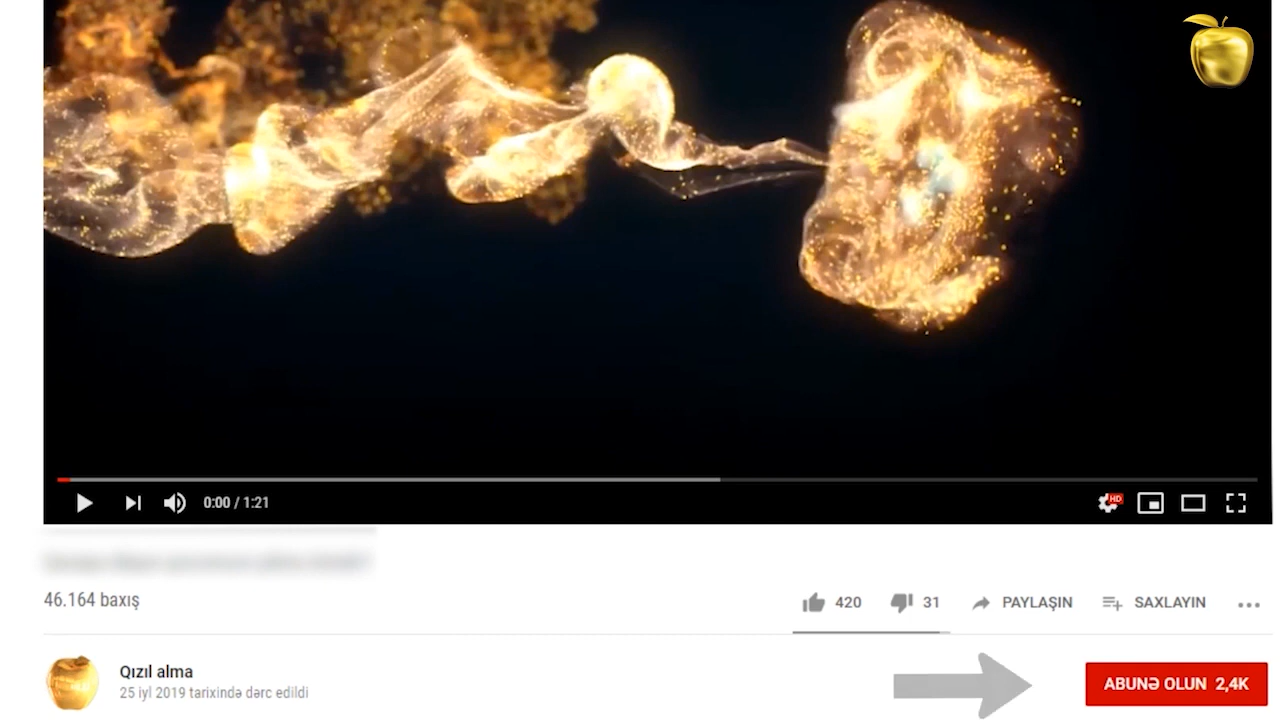 0:00 / 1:21
HD
46.164 baxış
420
31
PAYLAŞIN
SAXLAYIN
Qızıl alma
25 iyl 2019 tarixində dərc edildi
ABUNƏ OLUN 2,4K